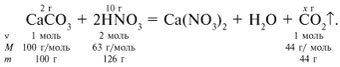 2 г 10 г x г
CaCO₃ + 2HNO₃ = Ca(NO₃)₂ + H₂O + CO₂↑.
ν 1 моль 2 моль 1 моль
M 100 г/моль 63 г/моль 44 г/ моль
m 100 г 126 г 44 г